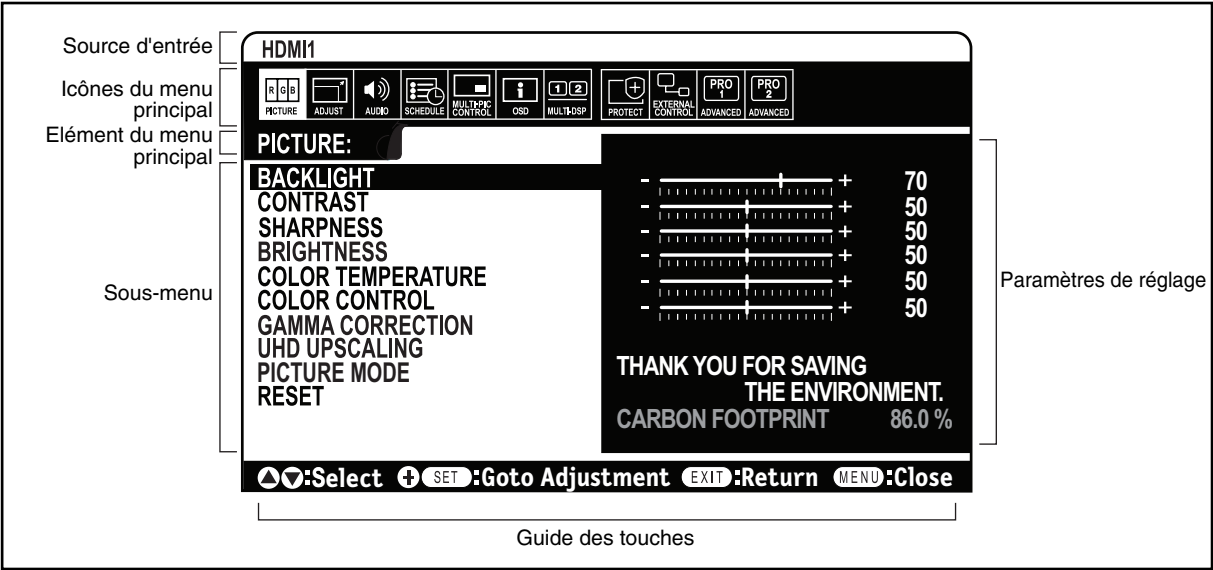 Source d'entrée
HDMI1
Icônes du menu
principal
R G B
PICTURE
ADJUST
AUDIO
SCHEDULE
MULTI-PIC
CONTROL
OSD
1 2
MULTI-DSP
PROTECT
EXTERNAL
CONTROL
PRO
1
ADVANCED
PRO
2
ADVANCED
Elément du menu
principal
PICTURE:
Sous-menu
BACKLIGHT
CONTRAST
SHARPNESS
BRIGHTNESS
COLOR TEMPERATURE
COLOR CONTROL
GAMMA CORRECTION
UHD UPSCALING
PICTURE MODE
RESET
- + 70
- + 50
- + 50
- + 50
- + 50
- + 50
THANK YOU FOR SAVING
THE ENVIRONMENT.
CARBON FOOTPRINT 86.0 %
Paramètres de réglage
:Select SET :Goto Adjustment EXIT :Return MENU :Close
Guide des touches